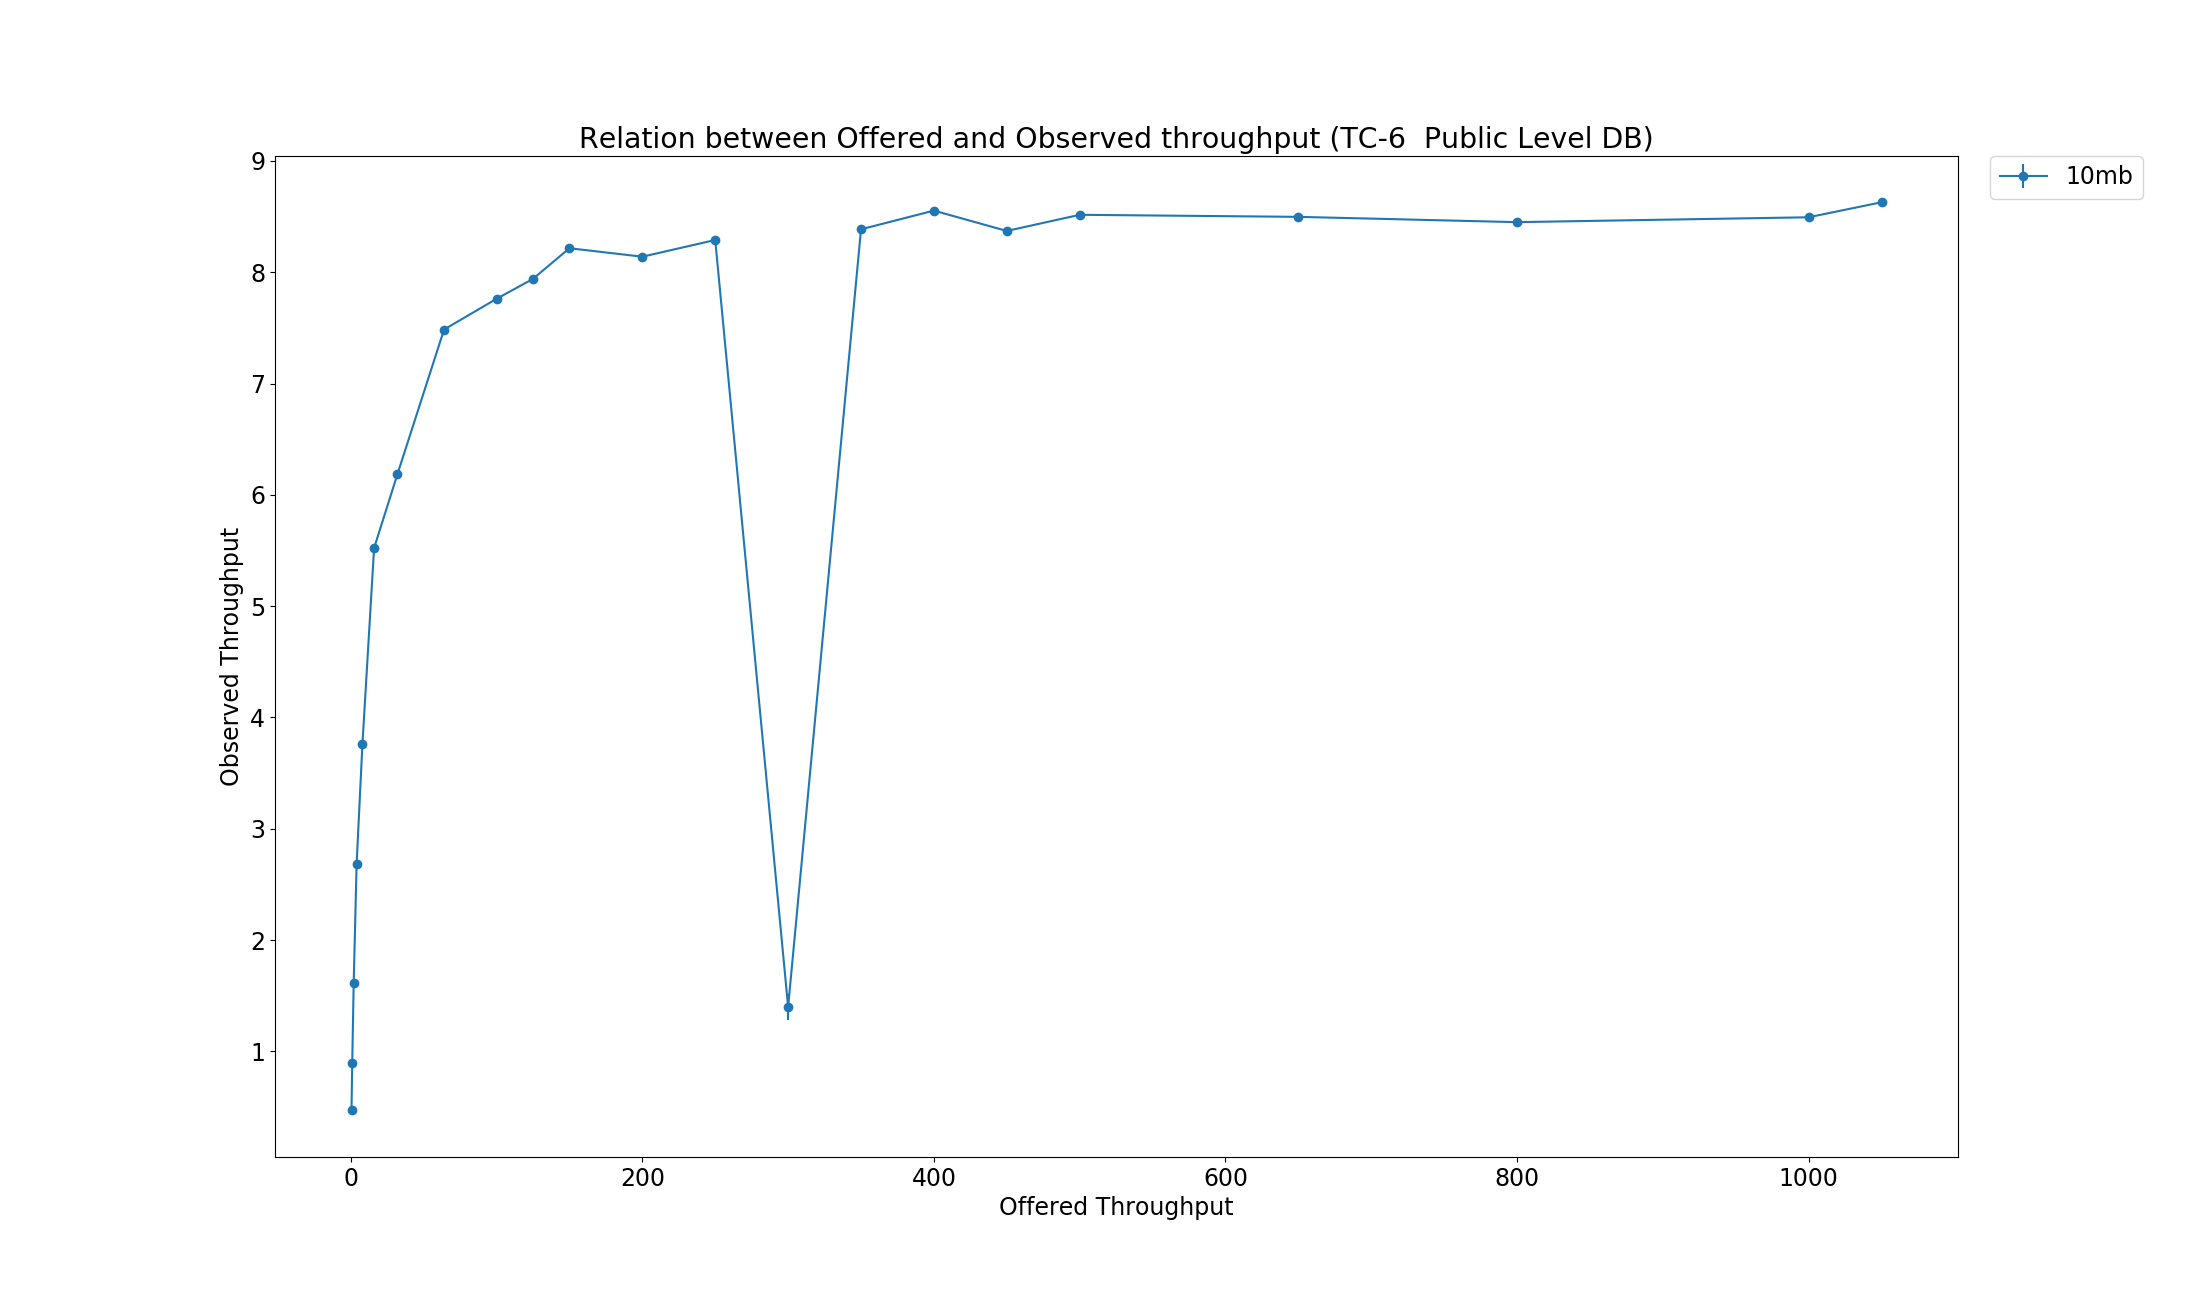 Relation between Offered and Observed throughput (TC-6  Public Level DB)
10mb
9
8
7
6
5
4
3
2
1
Observed Throughput
0 200 400 600 800 1000
Offered Throughput